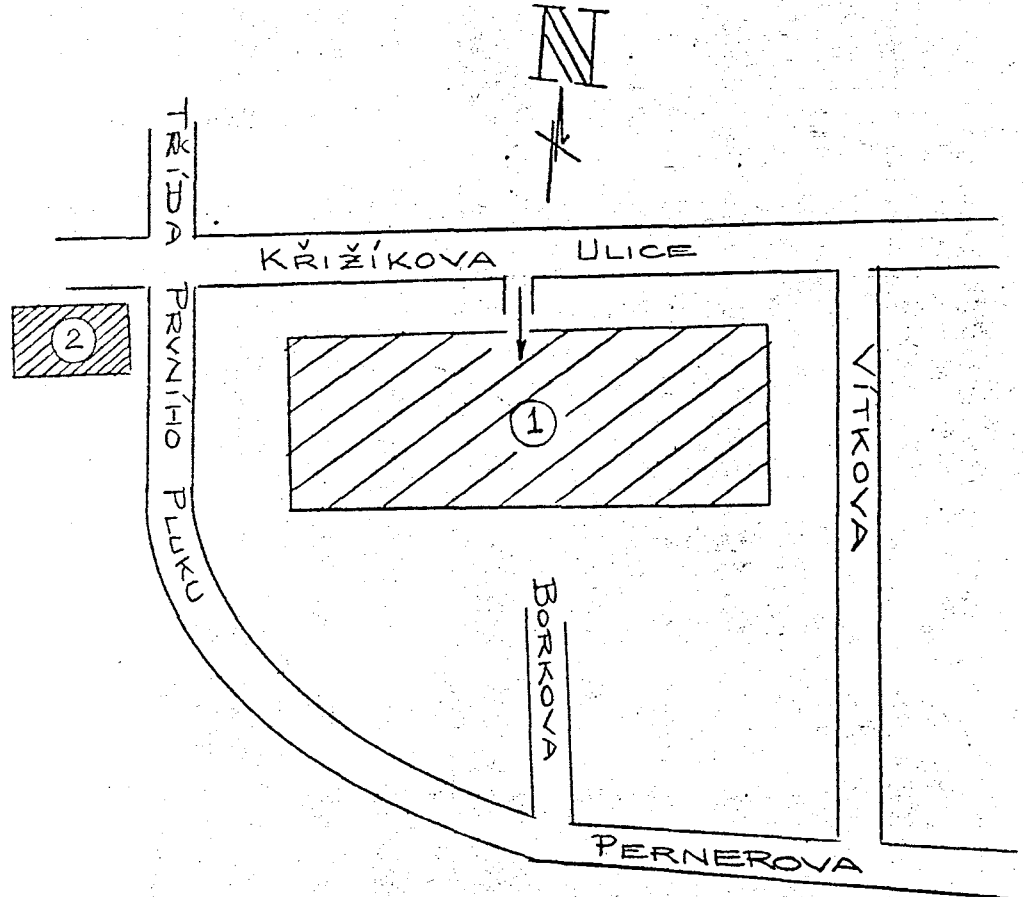 N
TŘÍDA PRVNÍHO PLUKU
KŘIŽÍKOVA ULICE
2
1
VÍTKOVA
BORKOVA
PERNEROVA